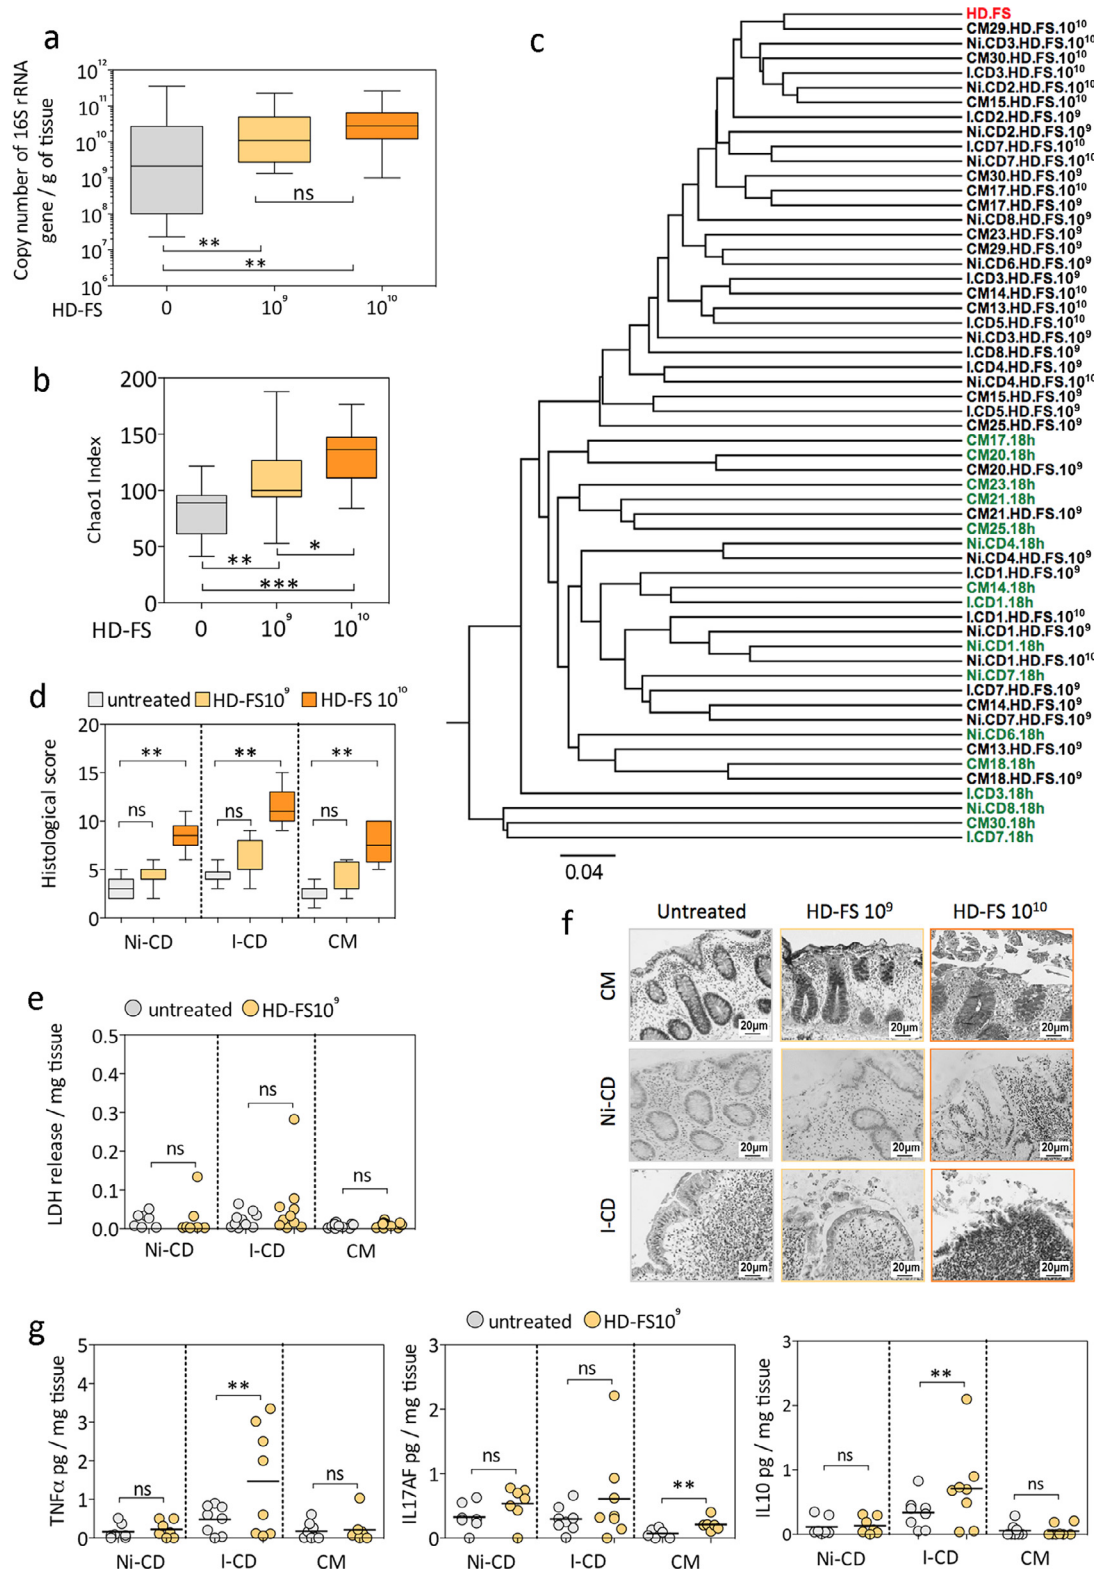 a
Copy number of 16S rRNA
gene / g of tissue
10¹²
10¹¹
10¹⁰
10⁹
10⁸
10⁷
10⁶
ns
**
**
HD-FS
0
10⁹
10¹⁰
b
Chao1 Index
200
150
100
50
0
**
*
***
HD-FS
0
10⁹
10¹⁰
c
HD.FS
CM29.HD.FS.10¹⁰
Ni.CD3.HD.FS.10¹⁰
CM30.HD.FS.10¹⁰
I.CD3.HD.FS.10¹⁰
Ni.CD2.HD.FS.10¹⁰
CM15.HD.FS.10¹⁰
I.CD2.HD.FS.10⁹
Ni.CD2.HD.FS.10⁹
I.CD7.HD.FS.10¹⁰
Ni.CD7.HD.FS.10¹⁰
CM30.HD.FS.10⁹
CM17.HD.FS.10¹⁰
CM17.HD.FS.10⁹
Ni.CD8.HD.FS.10⁹
CM23.HD.FS.10⁹
CM29.HD.FS.10⁹
Ni.CD6.HD.FS.10⁹
I.CD3.HD.FS.10⁹
CM14.HD.FS.10¹⁰
CM13.HD.FS.10¹⁰
I.CD5.HD.FS.10¹⁰
Ni.CD3.HD.FS.10⁹
I.CD8.HD.FS.10⁹
I.CD4.HD.FS.10⁹
Ni.CD4.HD.FS.10¹⁰
CM15.HD.FS.10⁹
I.CD5.HD.FS.10⁹
CM25.HD.FS.10⁹
CM17.18h
CM20.18h
CM20.HD.FS.10⁹
CM23.18h
CM21.18h
CM21.HD.FS.10⁹
CM25.18h
Ni.CD4.18h
Ni.CD4.HD.FS.10⁹
I.CD1.HD.FS.10⁹
CM14.18h
I.CD1.18h
I.CD1.HD.FS.10¹⁰
Ni.CD1.HD.FS.10⁹
Ni.CD1.18h
Ni.CD1.HD.FS.10¹⁰
Ni.CD7.18h
I.CD7.HD.FS.10⁹
CM14.HD.FS.10⁹
Ni.CD7.HD.FS.10⁹
Ni.CD6.18h
CM13.HD.FS.10⁹
CM18.18h
CM18.HD.FS.10⁹
I.CD3.18h
Ni.CD8.18h
CM30.18h
I.CD7.18h
0.04
d
untreated HD-FS10⁹ HD-FS 10¹⁰
Histological score
20
15
10
5
0
** ** **
ns ns ns
Ni-CD I-CD CM
e
untreated HD-FS10⁹
LDH release / mg tissue
0.5
0.4
0.3
0.2
0.1
0.0
ns ns ns
Ni-CD I-CD CM
f
Untreated HD-FS 10⁹ HD-FS 10¹⁰
CM
20µm 20µm 20µm
Ni-CD
20µm 20µm 20µm
I-CD
20µm 20µm 20µm
g
untreated HD-FS10⁹
TNFα pg / mg tissue
5
4
3
2
1
0
ns ** ns
Ni-CD I-CD CM
IL17AF pg / mg tissue
3
2
1
0
ns ns **
Ni-CD I-CD CM
IL10 pg / mg tissue
3
2
1
0
ns ** ns
Ni-CD I-CD CM